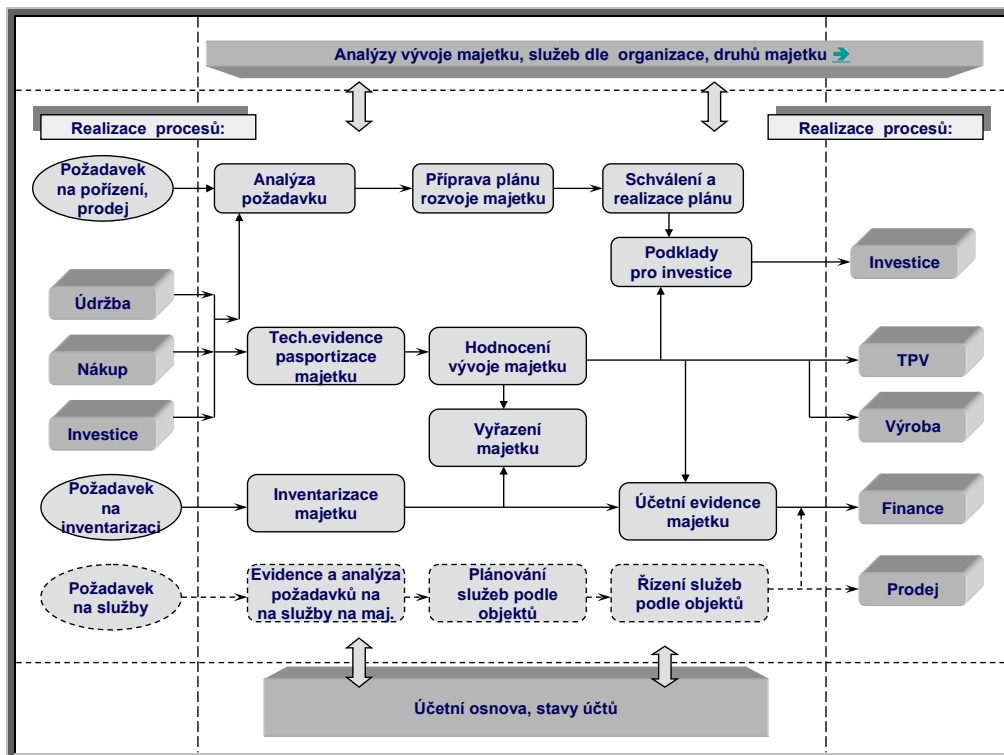 Analýzy vývoje majetku, služeb dle organizace, druhů majetku ➔
Realizace procesů:
Realizace procesů:
Požadavek
na pořízení,
prodej
Analýza
požadavku
Příprava plánu
rozvoje majetku
Schválení a
realizace plánu
Podklady
pro investice
Investice
Údržba
Nákup
Investice
Tech.evidence
pasportizace
majetku
Hodnocení
vývoje majetku
TPV
Vyřazení
majetku
Výroba
Požadavek
na
inventarizaci
Inventarizace
majetku
Účetní evidence
majetku
Finance
Požadavek
na služby
Evidence a analýza
požadavků na
na služby na maj.
Plánování
služeb podle
objektů
Řízení služeb
podle objektů
Prodej
Účetní osnova, stavy účtů